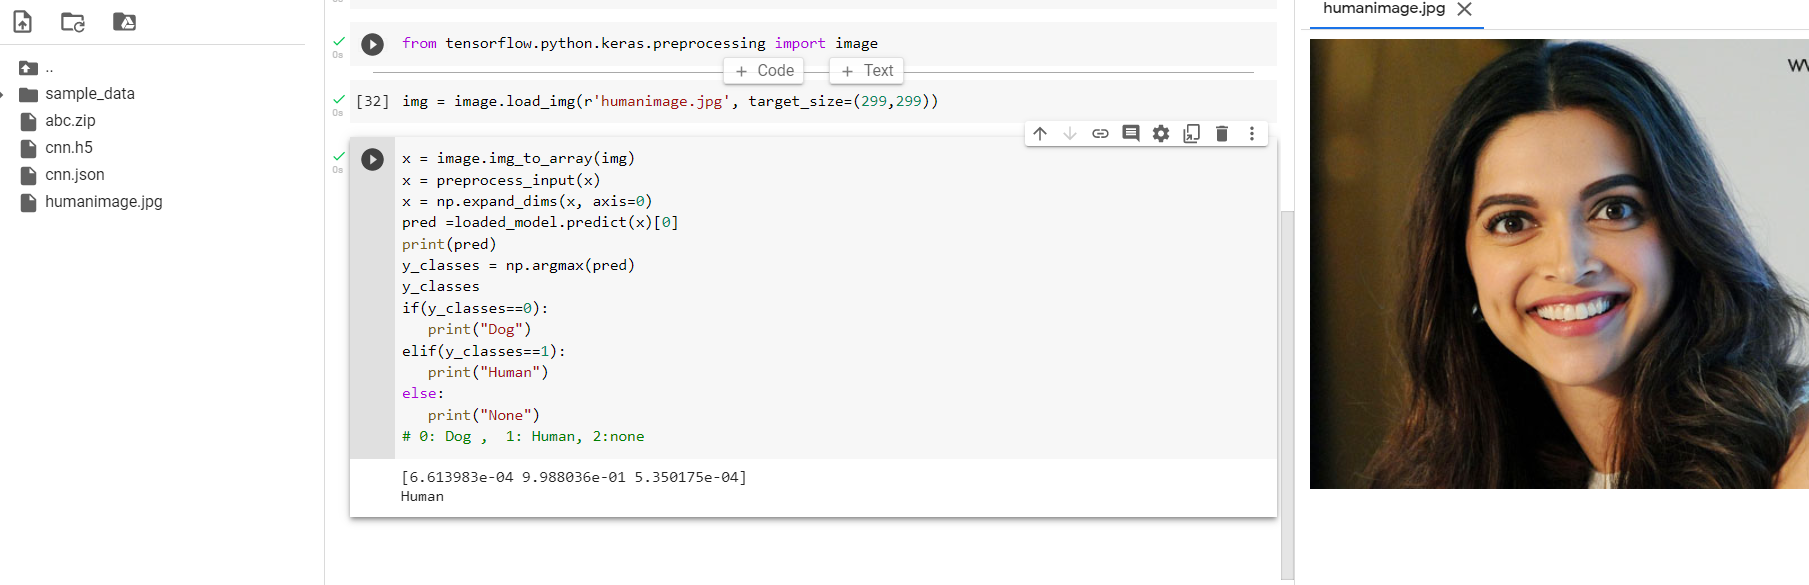 ..
sample_data
abc.zip
cnn.h5
cnn.json
humanimage.jpg
0s
from tensorflow.python.keras.preprocessing import image
+ Code
+ Text
0s
[32] img = image.load_img(r'humanimage.jpg', target_size=(299,299))
0s
x = image.img_to_array(img)
x = preprocess_input(x)
x = np.expand_dims(x, axis=0)
pred =loaded_model.predict(x)[0]
print(pred)
y_classes = np.argmax(pred)
y_classes
if(y_classes==0):
   print("Dog")
elif(y_classes==1):
   print("Human")
else:
   print("None")
# 0: Dog ,  1: Human, 2:none
[6.613983e-04 9.988036e-01 5.350175e-04]
Human
humanimage.jpg